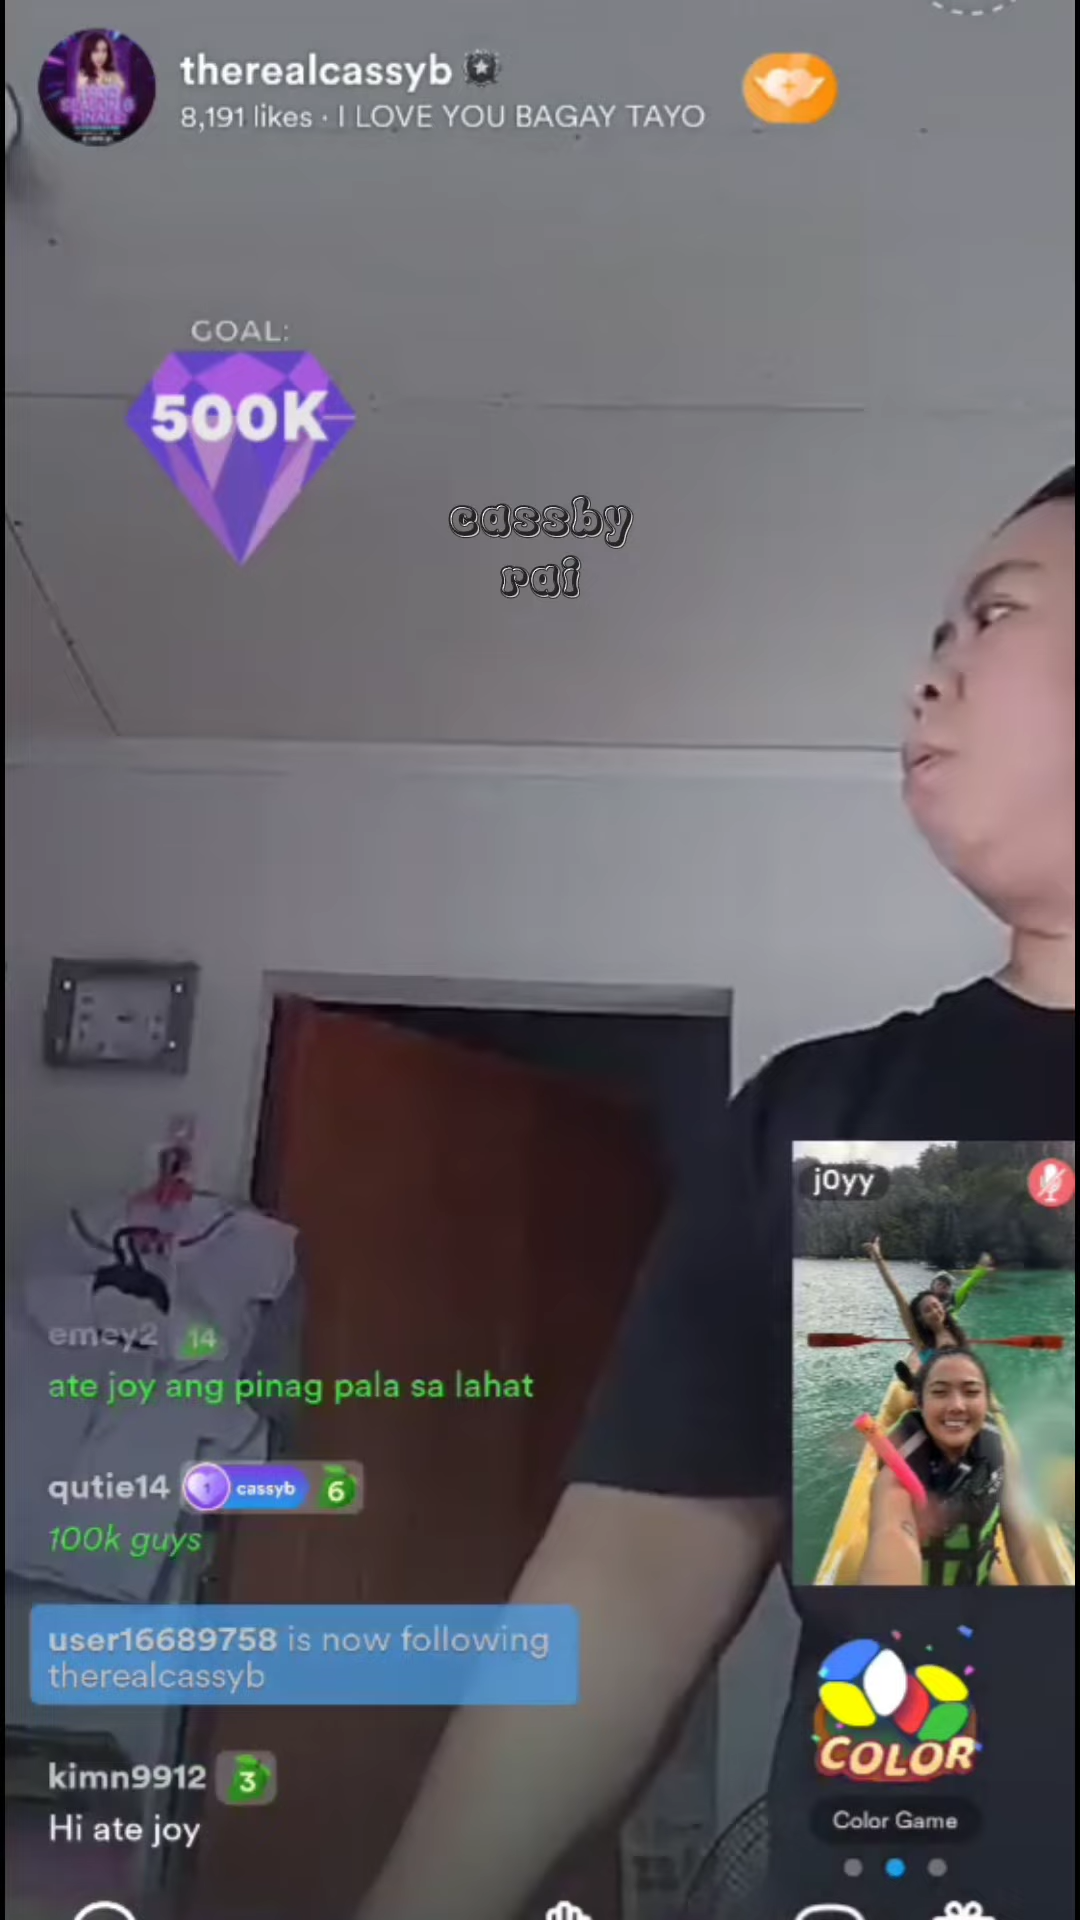 therealcassyb
8,191 likes · I LOVE YOU BAGAY TAYO
GOAL:
500K
cassby
rai
j0yy
emey2 14
ate joy ang pinag pala sa lahat
qutie14 1 cassyb 6
100k guys
user16689758 is now following
therealcassyb
kimn9912 3
Hi ate joy
COLOR
Color Game